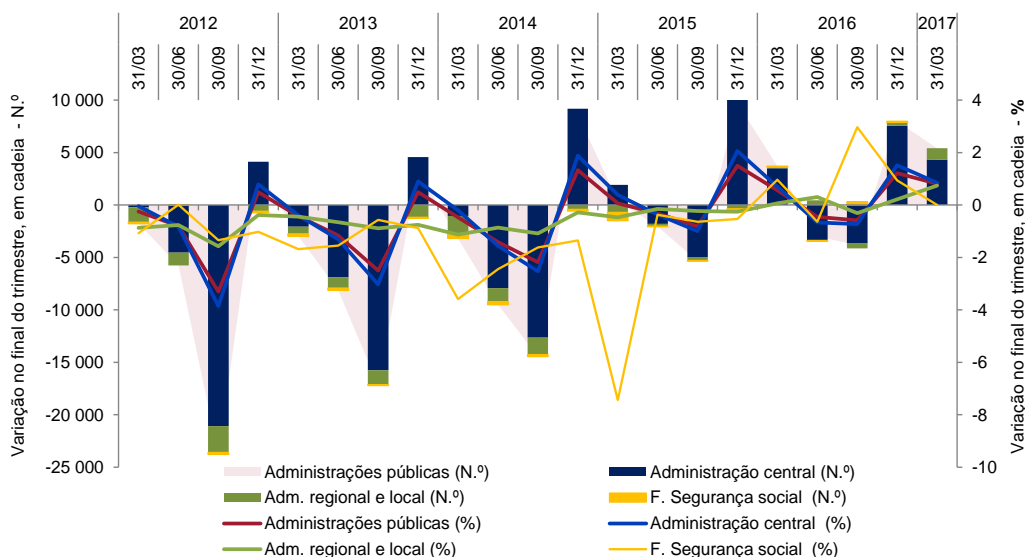 2012 2013 2014 2015 2016 2017
31/03 30/06 30/09 31/12 31/03 30/06 30/09 31/12 31/03 30/06 30/09 31/12 31/03 30/06 30/09 31/12 31/03 30/06 30/09 31/12 31/03
Variação no final do trimestre, em cadeia - N.º
10 000
5 000
0
-5 000
-10 000
-15 000
-20 000
-25 000
4
2
0
-2
-4
-6
-8
-10
Variação no final do trimestre, em cadeia - %
Administrações públicas (N.º) Administração central (N.º)
Adm. regional e local (N.º) F. Segurança social (N.º)
Administrações públicas (%) Administração central (%)
Adm. regional e local (%) F. Segurança social (%)